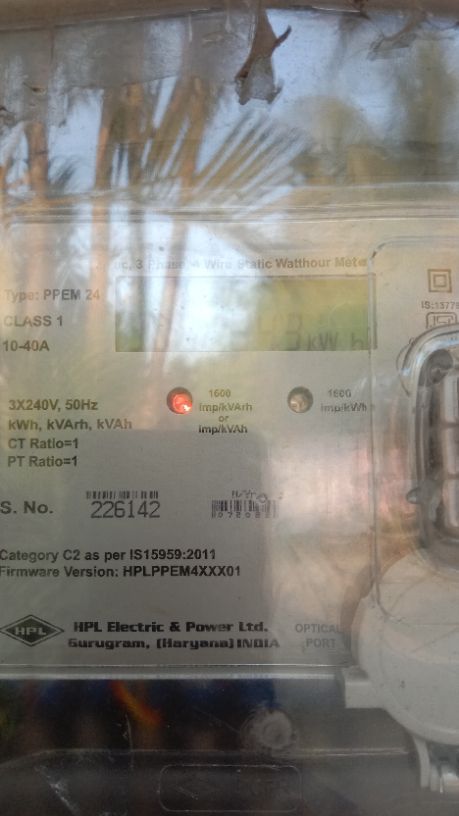 3 Phase, 4 Wire Static Watthour Meter
Type: PPEM 24
CLASS 1
10-40A
kWh
IS:13779
3X240V, 50Hz
kWh, kVArh, kVAh
CT Ratio=1
PT Ratio=1
1600
imp/kVArh
or
imp/kVAh
1600
imp/kWh
S. No.
226142
Category C2 as per IS15959:2011
Firmware Version: HPLPPEM4XXX01
HPL
HPL Electric & Power Ltd.
Gurugram, (Haryana) INDIA
OPTICAL
PORT